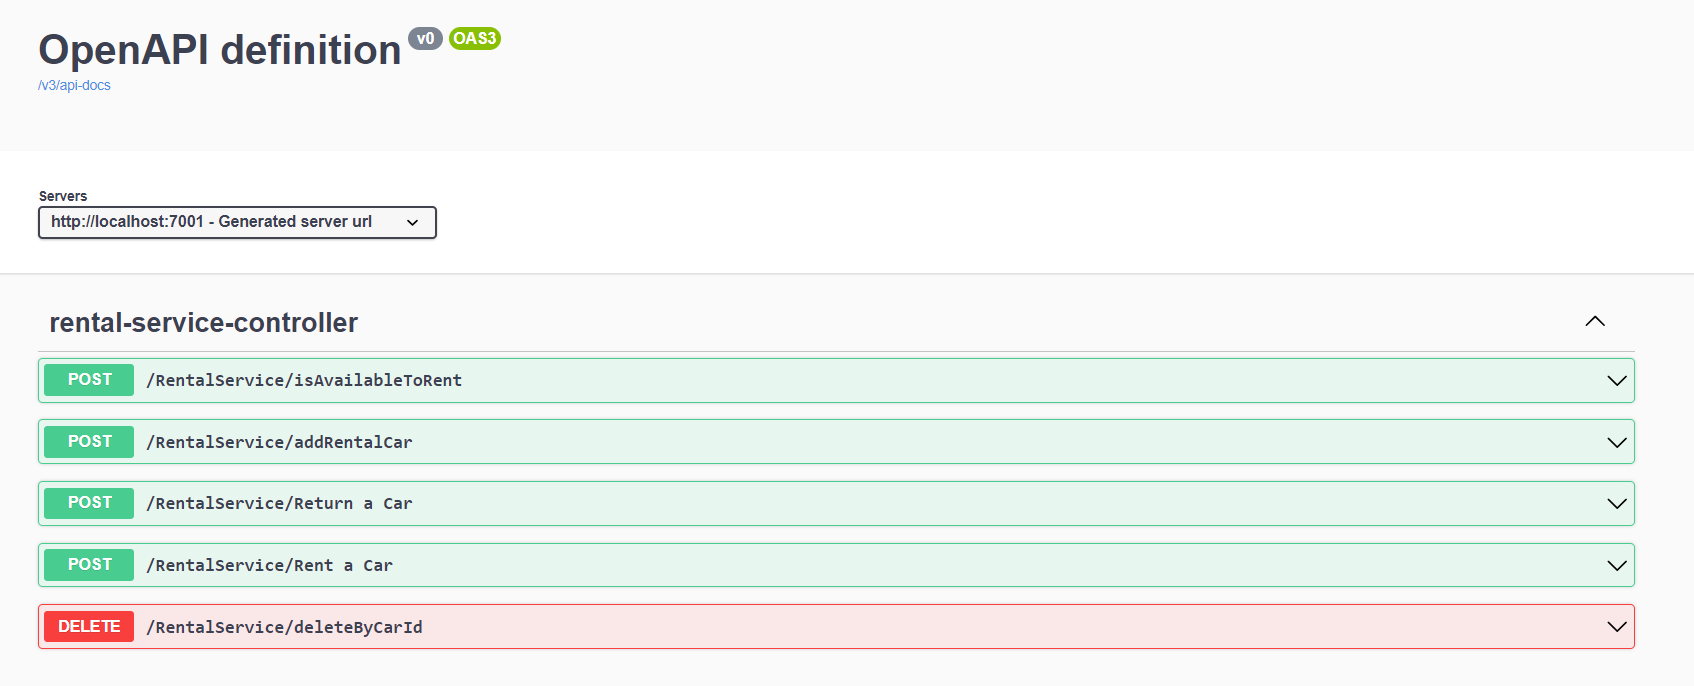 OpenAPI definition v0 OAS3
/v3/api-docs
Servers
http://localhost:7001 - Generated server url
rental-service-controller
POST /RentalService/isAvailableToRent
POST /RentalService/addRentalCar
POST /RentalService/Return a Car
POST /RentalService/Rent a Car
DELETE /RentalService/deleteByCarId